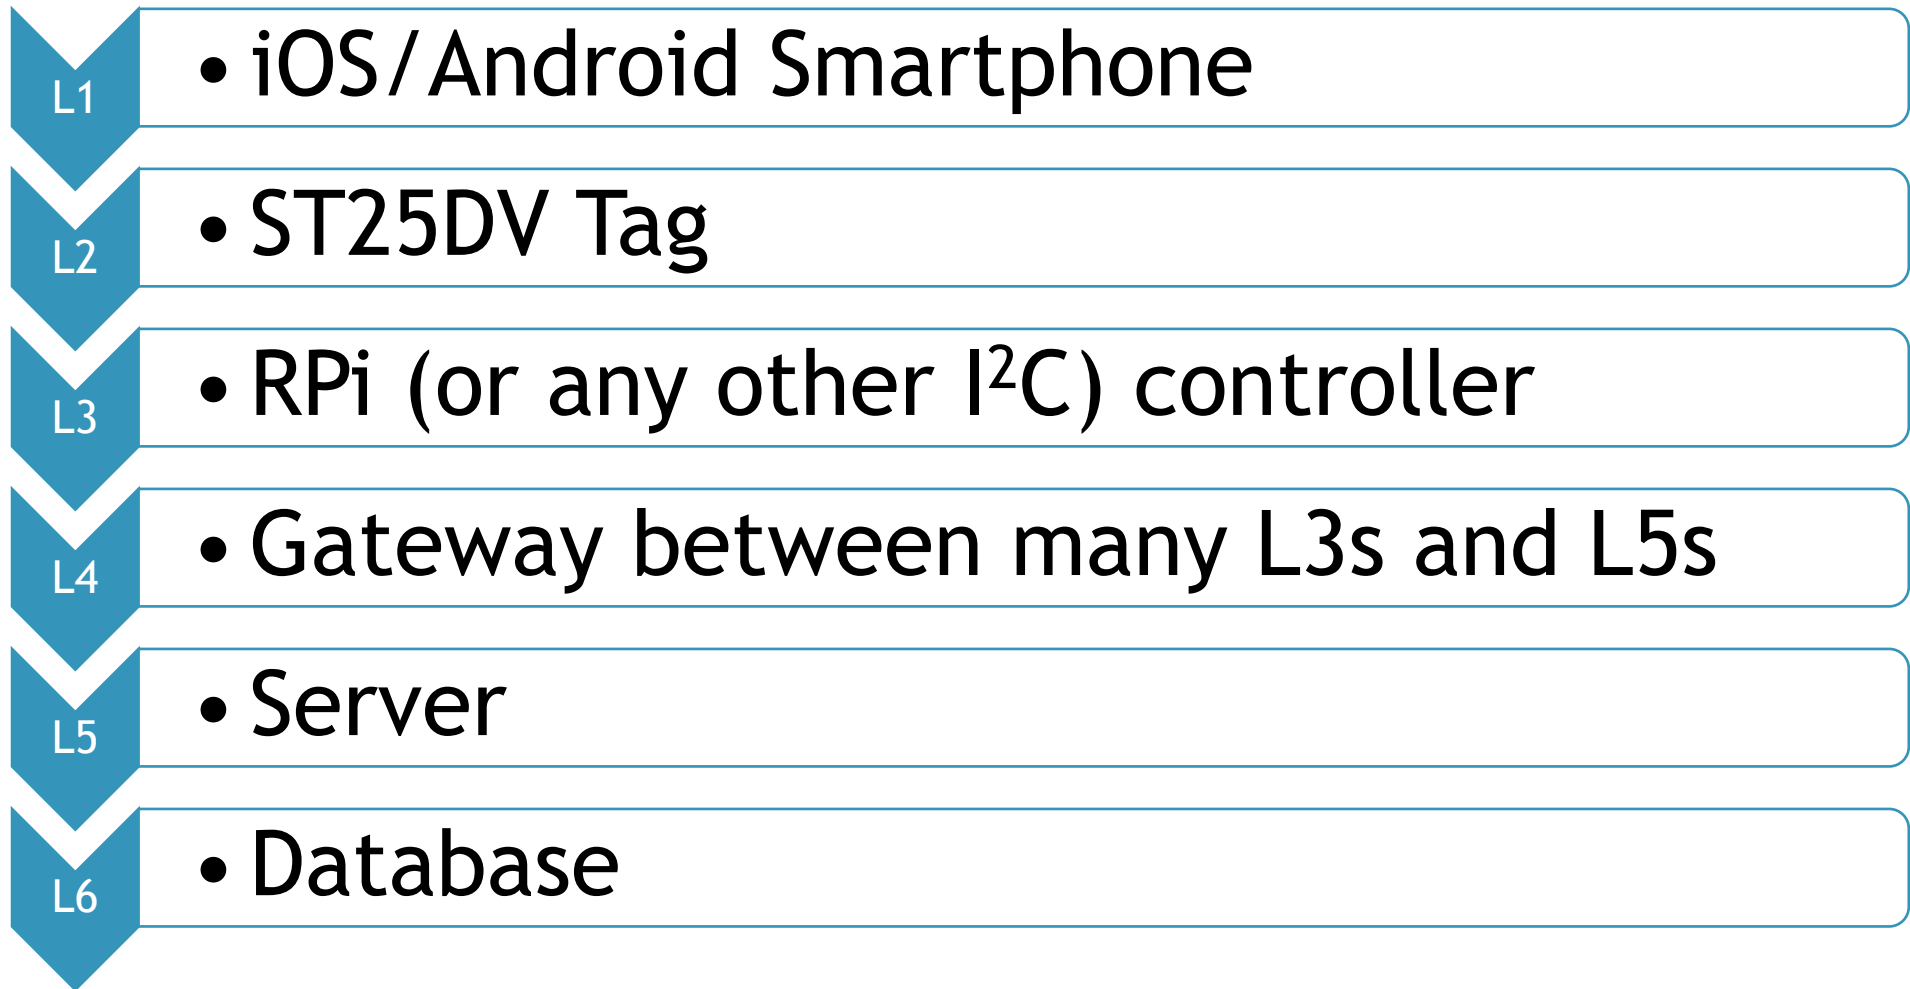 L1
• iOS/Android Smartphone
L2
• ST25DV Tag
L3
• RPi (or any other I²C) controller
L4
• Gateway between many L3s and L5s
L5
• Server
L6
• Database